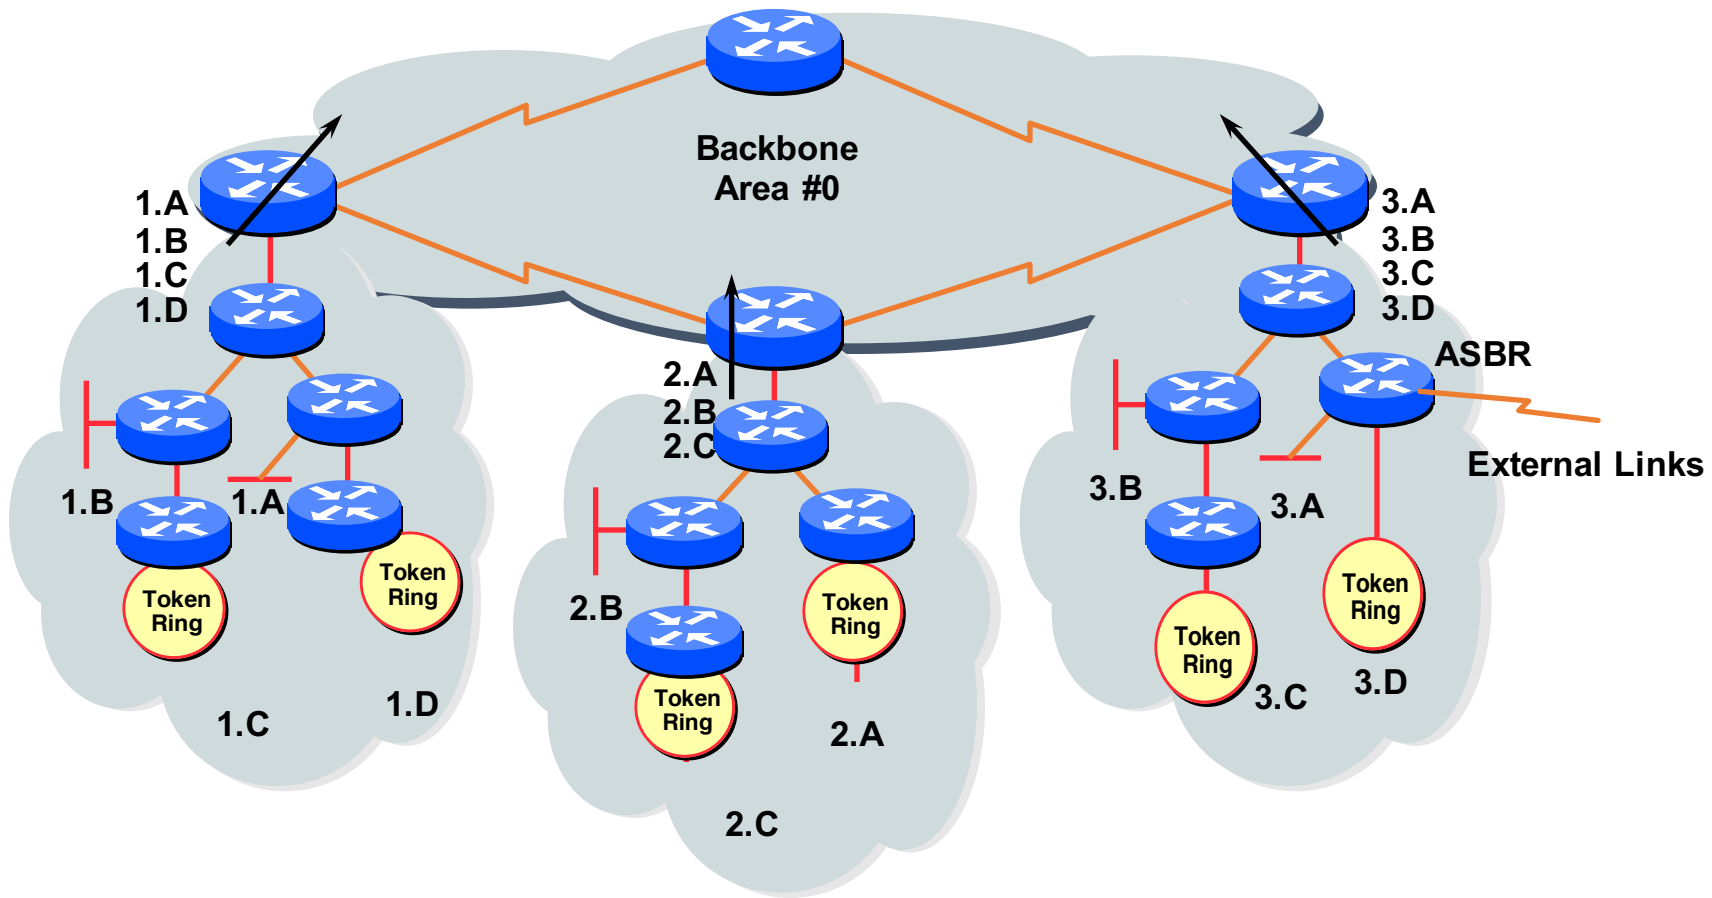 Backbone
Area #0
1.A
1.B
1.C
1.D
3.A
3.B
3.C
3.D
ASBR
External Links
2.A
2.B
2.C
1.B
1.A
Token
Ring
Token
Ring
1.C
1.D
2.B
Token
Ring
Token
Ring
2.A
2.C
3.B
3.A
Token
Ring
Token
Ring
3.C
3.D